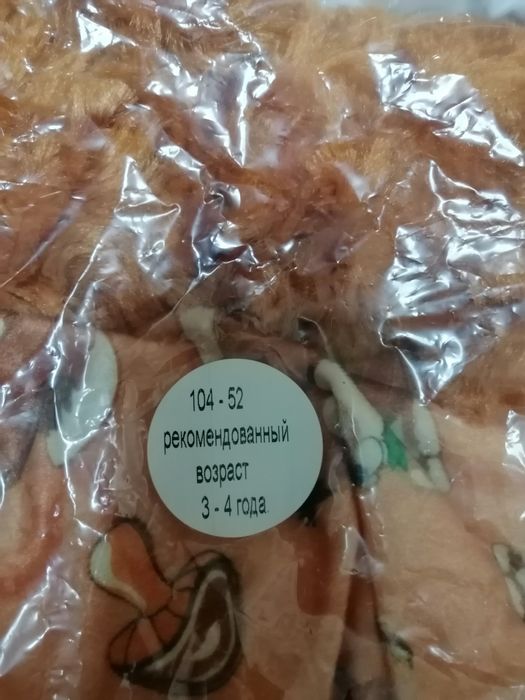 104 - 52
рекомендованный
возраст
3 - 4 года